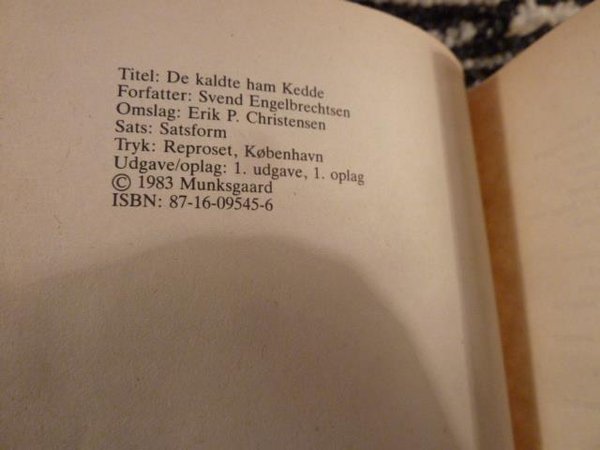 Titel: De kaldte ham Kedde
Forfatter: Svend Engelbrechtsen
Omslag: Erik P. Christensen
Sats: Satsform
Tryk: Reproset, København
Udgave/oplag: 1. udgave, 1. oplag
© 1983 Munksgaard
ISBN: 87-16-09545-6